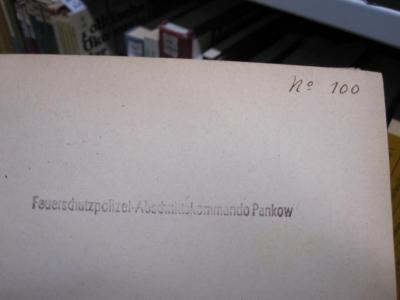 No 100
Feuerschutzpolizei-Abschnittskommando Pankow